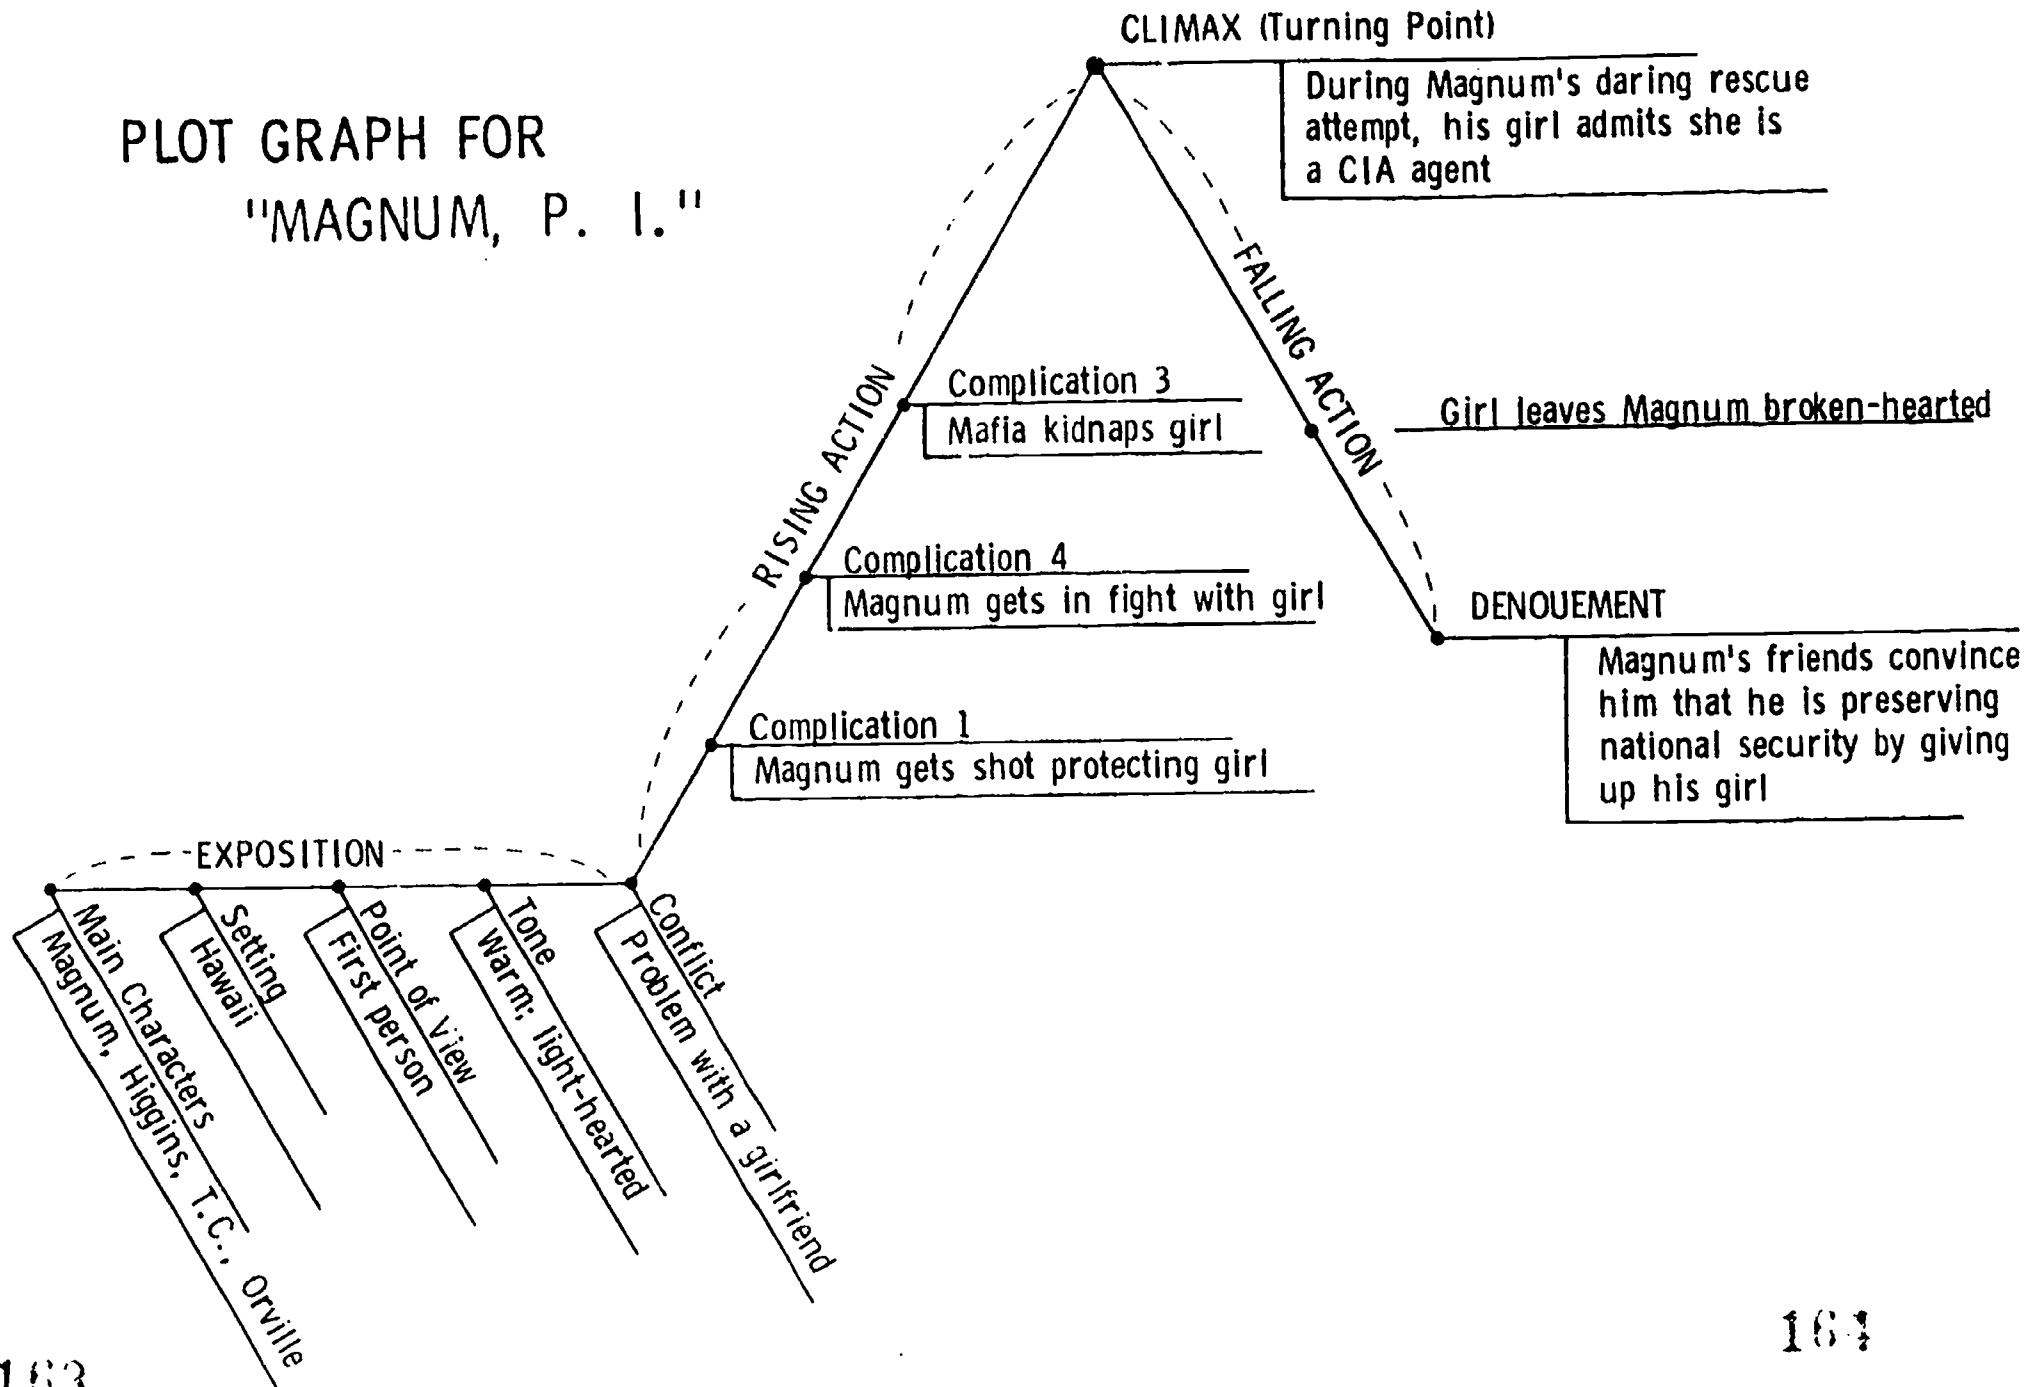 PLOT GRAPH FOR
"MAGNUM, P. I."
CLIMAX (Turning Point)
During Magnum's daring rescue
attempt, his girl admits she is
a CIA agent
FALLING ACTION
RISING ACTION
Complication 3
Mafia kidnaps girl
Girl leaves Magnum broken-hearted
Complication 4
Magnum gets in fight with girl
DENOUEMENT
Magnum's friends convince
him that he is preserving
national security by giving
up his girl
Complication 1
Magnum gets shot protecting girl
EXPOSITION
Main Characters
Magnum, Higgins, T.C., Orville
Setting
Hawaii
Point of View
First person
Tone
Warm; light-hearted
Conflict
Problem with a girlfriend
163
164